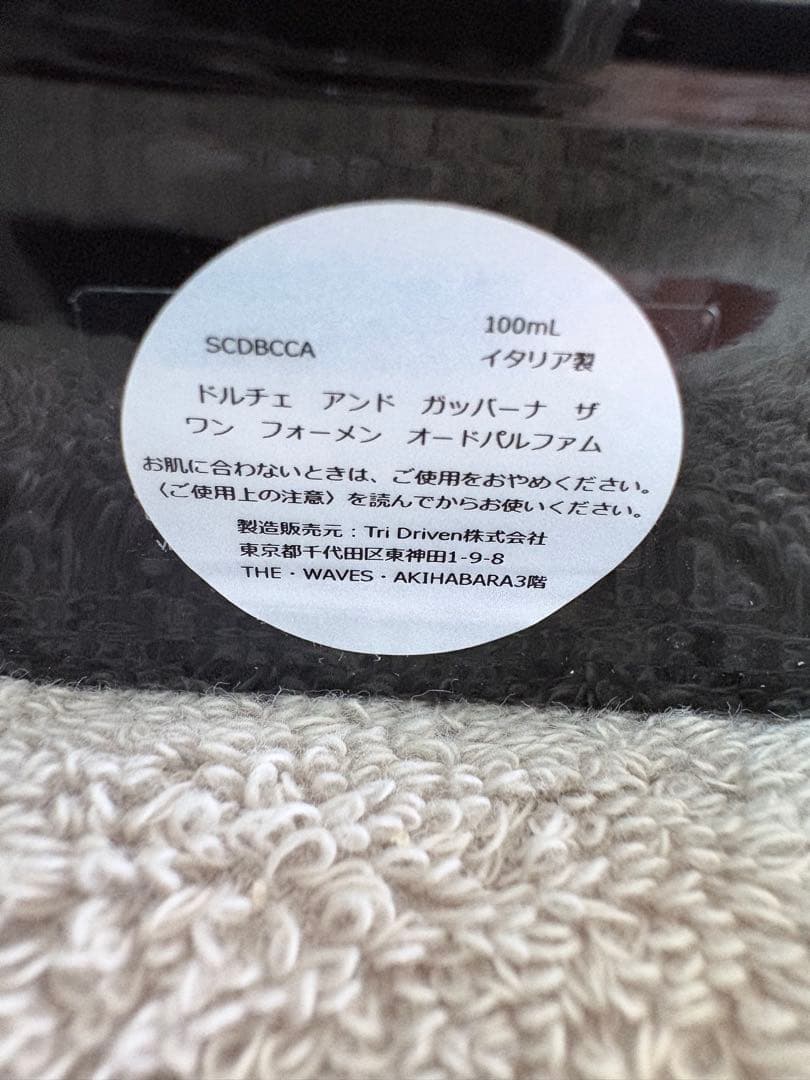 100mL
SCDBCCA イタリア製
ドルチェ アンド ガッバーナ ザ
ワン フォーメン オードパルファム
お肌に合わないときは、ご使用をおやめください。
〈ご使用上の注意〉を読んでからお使いください。
製造販売元：Tri Driven株式会社
東京都千代田区東神田1-9-8
THE・WAVES・AKIHABARA3階